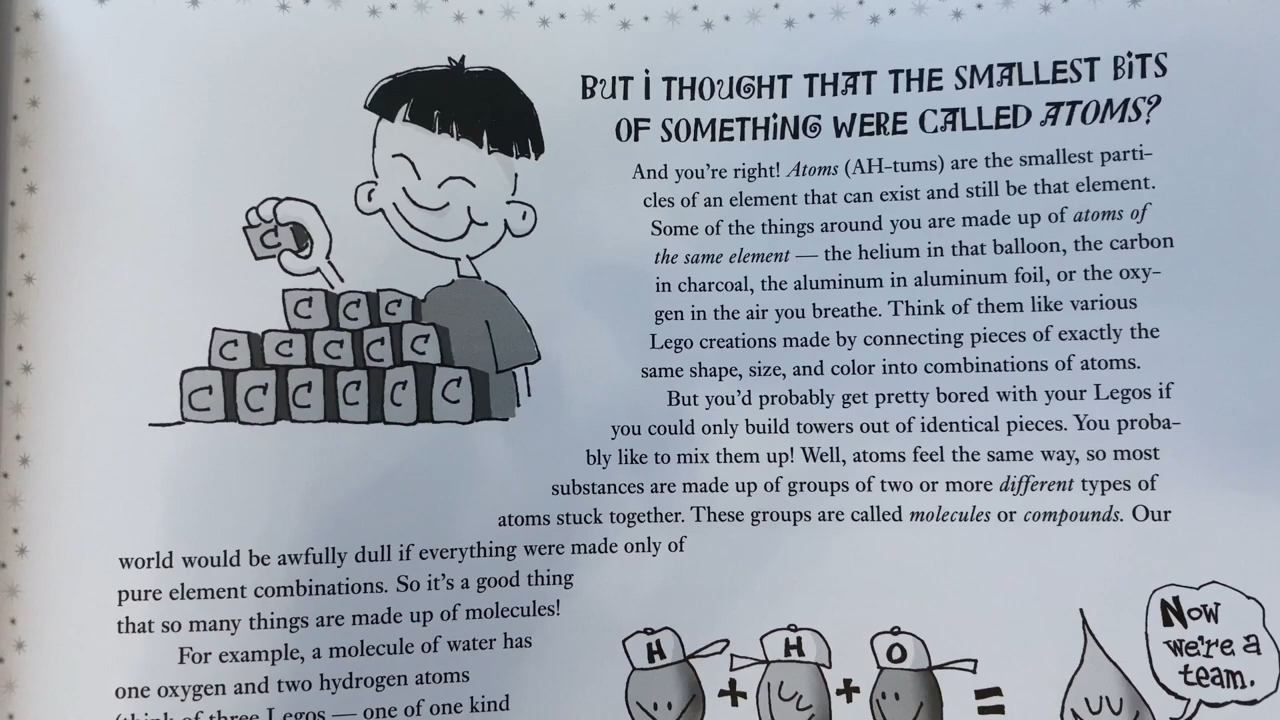 BUT I THOUGHT THAT THE SMALLEST BITS
OF SOMETHING WERE CALLED ATOMS?
And you're right! Atoms (AH-tums) are the smallest parti-
cles of an element that can exist and still be that element.
Some of the things around you are made up of atoms of
the same element — the helium in that balloon, the carbon
in charcoal, the aluminum in aluminum foil, or the oxy-
gen in the air you breathe. Think of them like various
Lego creations made by connecting pieces of exactly the
same shape, size, and color into combinations of atoms.
But you'd probably get pretty bored with your Legos if
you could only build towers out of identical pieces. You proba-
bly like to mix them up! Well, atoms feel the same way, so most
substances are made up of groups of two or more different types of
atoms stuck together. These groups are called molecules or compounds. Our
world would be awfully dull if everything were made only of
pure element combinations. So it's a good thing
that so many things are made up of molecules!
For example, a molecule of water has
one oxygen and two hydrogen atoms
(think of three Legos — one of one kind
C
C C C
C C C C C
C C C C C C
H + H + O =
Now
we're a
team.